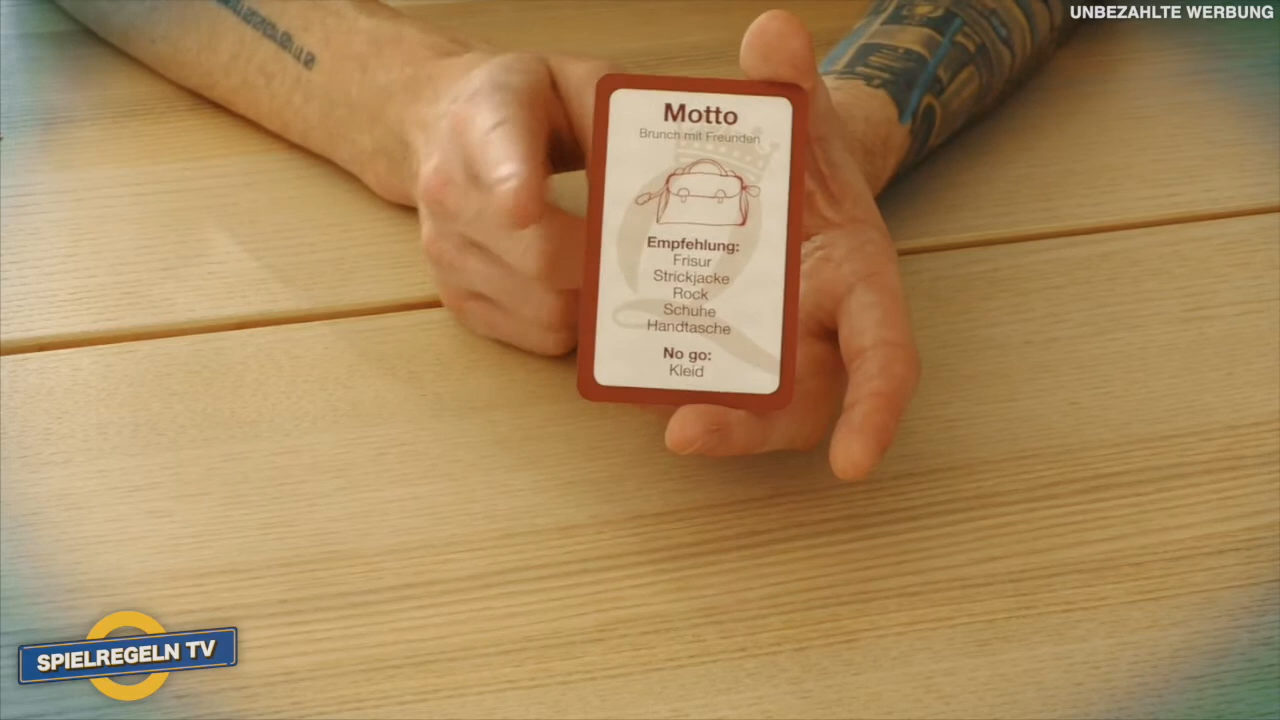 UNBEZAHLTE WERBUNG
Motto
Brunch mit Freunden
Empfehlung:
Frisur
Strickjacke
Rock
Schuhe
Handtasche
No go:
Kleid
SPIELREGELN TV